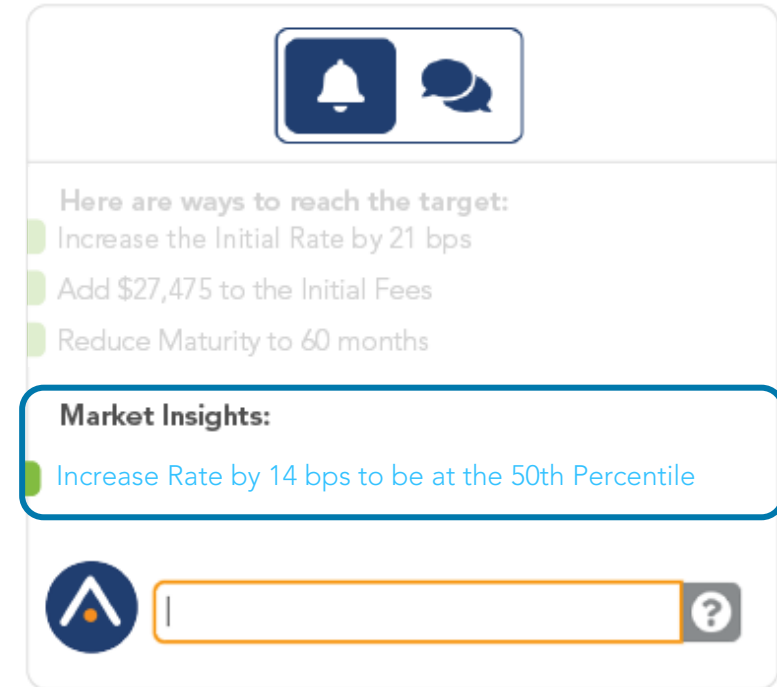 Here are ways to reach the target:
Increase the Initial Rate by 21 bps
Add $27,475 to the Initial Fees
Reduce Maturity to 60 months
Market Insights:
Increase Rate by 14 bps to be at the 50th Percentile
?